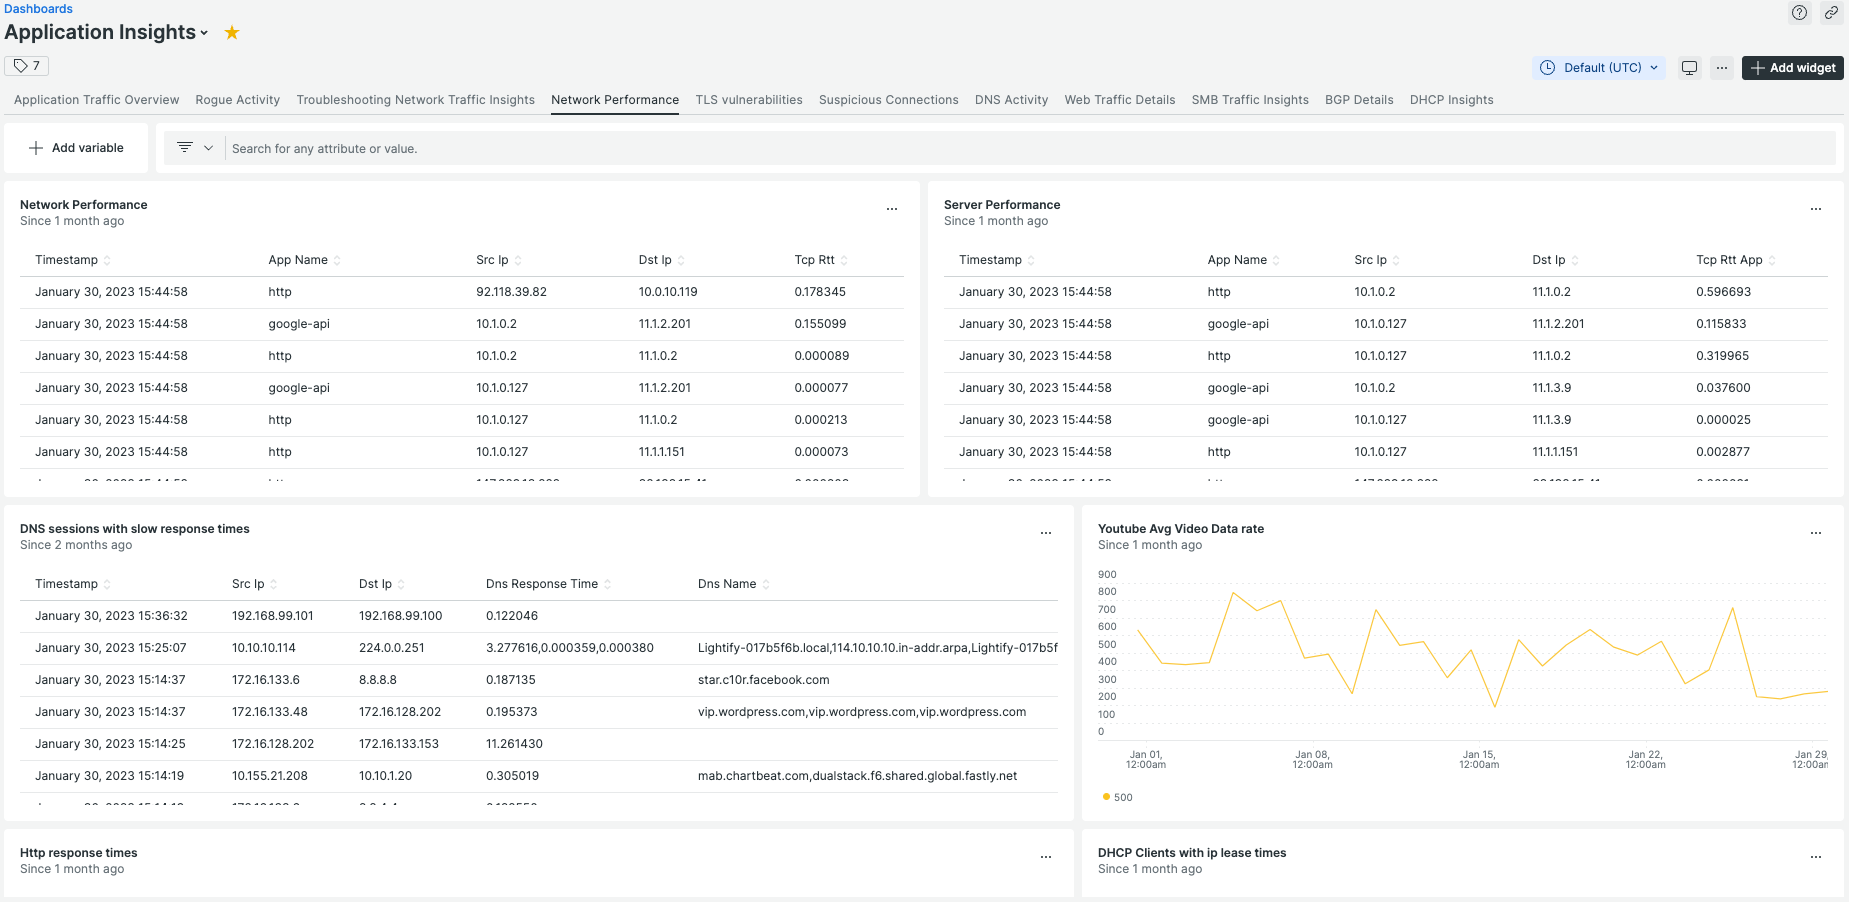 Dashboards
Application Insights
7
Default (UTC)
Add widget
Application Traffic Overview Rogue Activity Troubleshooting Network Traffic Insights Network Performance TLS vulnerabilities Suspicious Connections DNS Activity Web Traffic Details SMB Traffic Insights BGP Details DHCP Insights
Add variable
Search for any attribute or value.
Network Performance
Since 1 month ago
Timestamp App Name Src Ip Dst Ip Tcp Rtt
January 30, 2023 15:44:58 http 92.118.39.82 10.0.10.119 0.178345
January 30, 2023 15:44:58 google-api 10.1.0.2 11.1.2.201 0.155099
January 30, 2023 15:44:58 http 10.1.0.2 11.1.0.2 0.000089
January 30, 2023 15:44:58 google-api 10.1.0.127 11.1.2.201 0.000077
January 30, 2023 15:44:58 http 10.1.0.127 11.1.0.2 0.000213
January 30, 2023 15:44:58 http 10.1.0.127 11.1.1.151 0.000073
Server Performance
Since 1 month ago
Timestamp App Name Src Ip Dst Ip Tcp Rtt App
January 30, 2023 15:44:58 http 10.1.0.2 11.1.0.2 0.596693
January 30, 2023 15:44:58 google-api 10.1.0.127 11.1.2.201 0.115833
January 30, 2023 15:44:58 http 10.1.0.127 11.1.0.2 0.319965
January 30, 2023 15:44:58 google-api 10.1.0.2 11.1.3.9 0.037600
January 30, 2023 15:44:58 google-api 10.1.0.127 11.1.3.9 0.000025
January 30, 2023 15:44:58 http 10.1.0.127 11.1.1.151 0.002877
DNS sessions with slow response times
Since 2 months ago
Timestamp Src Ip Dst Ip Dns Response Time Dns Name
January 30, 2023 15:36:32 192.168.99.101 192.168.99.100 0.122046
January 30, 2023 15:25:07 10.10.10.114 224.0.0.251 3.277616,0.000359,0.000380 Lightify-017b5f6b.local,114.10.10.10.in-addr.arpa,Lightify-017b5f
January 30, 2023 15:14:37 172.16.133.6 8.8.8.8 0.187135 star.c10r.facebook.com
January 30, 2023 15:14:37 172.16.133.48 172.16.128.202 0.195373 vip.wordpress.com,vip.wordpress.com,vip.wordpress.com
January 30, 2023 15:14:25 172.16.128.202 172.16.133.153 11.261430
January 30, 2023 15:14:19 10.155.21.208 10.10.1.20 0.305019 mab.chartbeat.com,dualstack.f6.shared.global.fastly.net
Youtube Avg Video Data rate
Since 1 month ago
900
800
700
600
500
400
300
200
100
0
Jan 01, Jan 08, Jan 15, Jan 22, Jan 29,
12:00am 12:00am 12:00am 12:00am 12:00am
500
Http response times
Since 1 month ago
DHCP Clients with ip lease times
Since 1 month ago